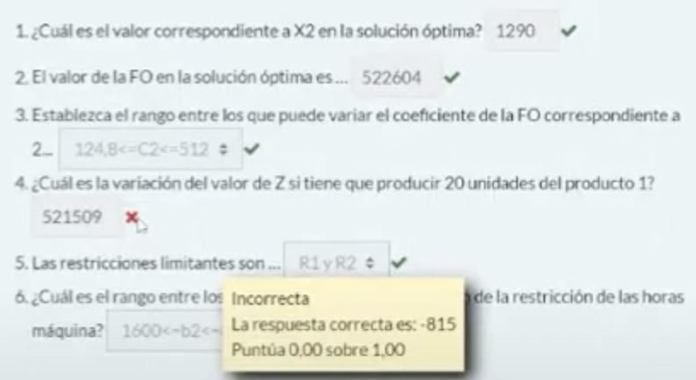 1. ¿Cuál es el valor correspondiente a X2 en la solución óptima? 1290
2. El valor de la FO en la solución óptima es ... 522604
3. Establezca el rango entre los que puede variar el coeficiente de la FO correspondiente a
2... 124,8<=C2<=512
4. ¿Cuál es la variación del valor de Z si tiene que producir 20 unidades del producto 1?
521509
5. Las restricciones limitantes son ... R1 y R2
6. ¿Cuál es el rango entre los de la restricción de las horas
máquina? 1600<=b2<=
Incorrecta
La respuesta correcta es: -815
Puntúa 0,00 sobre 1,00